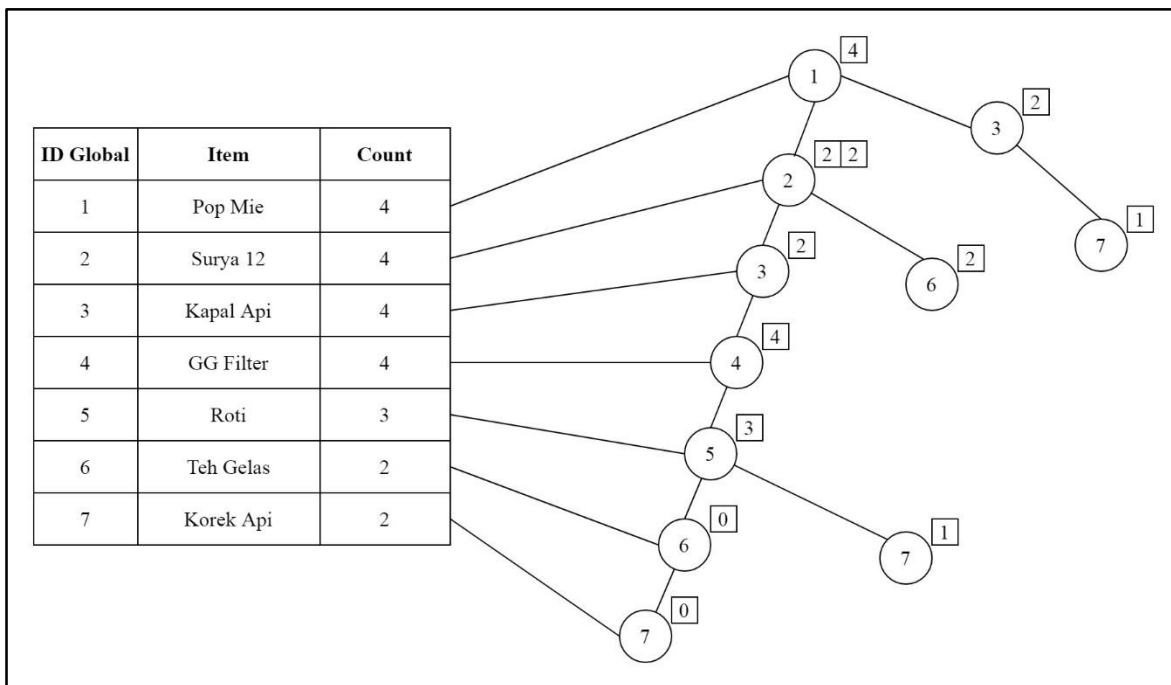 ID Global Item Count
1 Pop Mie 4
2 Surya 12 4
3 Kapal Api 4
4 GG Filter 4
5 Roti 3
6 Teh Gelas 2
7 Korek Api 2
1 4
3 2
2 2 2
7 1
3 2
6 2
4 4
5 3
6 0
7 1
7 0